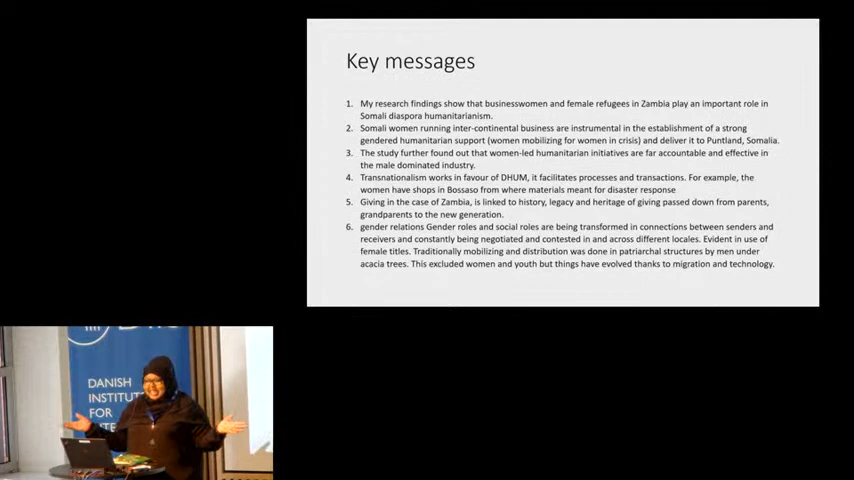 Key messages
1. My research findings show that businesswomen and female refugees in Zambia play an important role in
Somali diaspora humanitarianism.
2. Somali women running inter-continental business are instrumental in the establishment of a strong
gendered humanitarian support (women mobilizing for women in crisis) and deliver it to Puntland, Somalia.
3. The study further found out that women-led humanitarian initiatives are far accountable and effective in
the male dominated industry.
4. Transnationalism works in favour of DHUM, it facilitates processes and transactions. For example, the
women have shops in Bossaso from where materials meant for disaster response
5. Giving in the case of Zambia, is linked to history, legacy and heritage of giving passed down from parents,
grandparents to the new generation.
6. gender relations Gender roles and social roles are being transformed in connections between senders and
receivers and constantly being negotiated and contested in and across different locales. Evident in use of
female titles. Traditionally mobilizing and distribution was done in patriarchal structures by men under
acacia trees. This excluded women and youth but things have evolved thanks to migration and technology.
DANISH
INSTITU
FOR